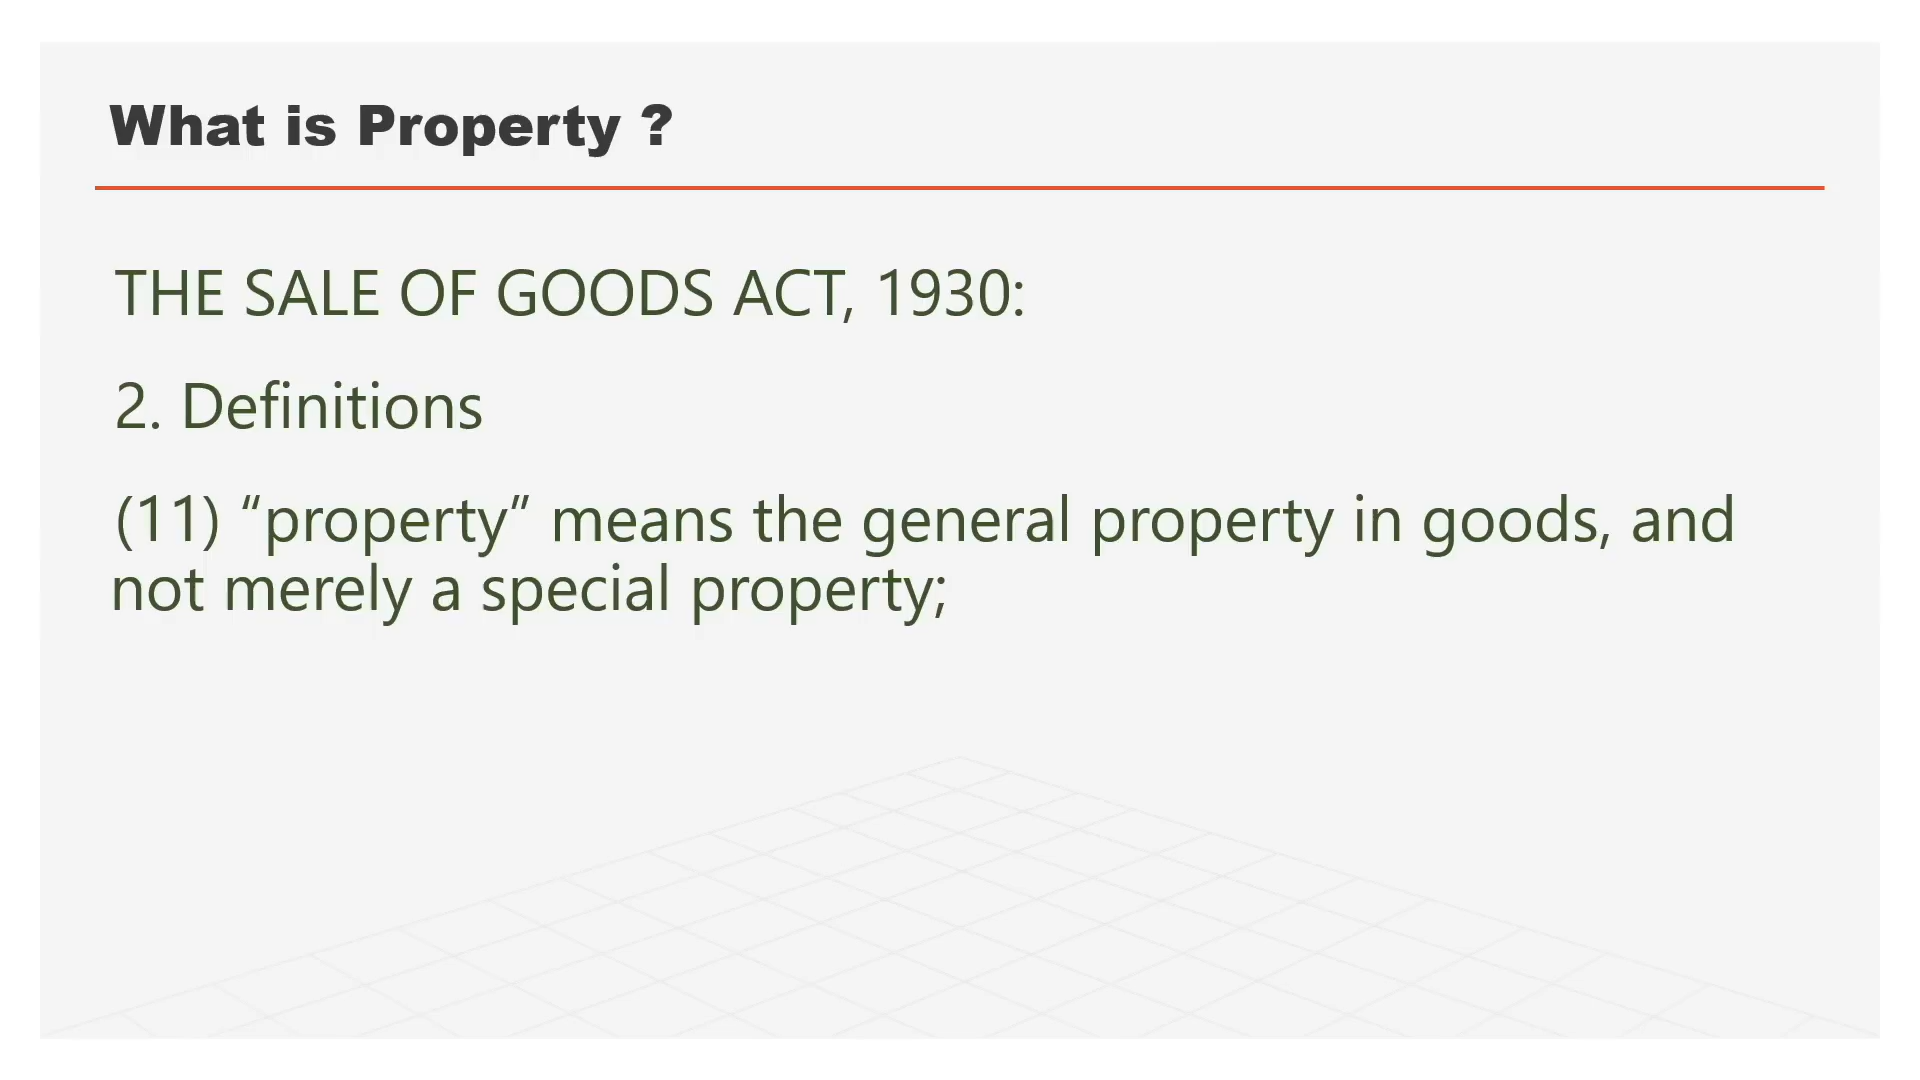 What is Property ?
THE SALE OF GOODS ACT, 1930:
2. Definitions
(11) “property” means the general property in goods, and
not merely a special property;